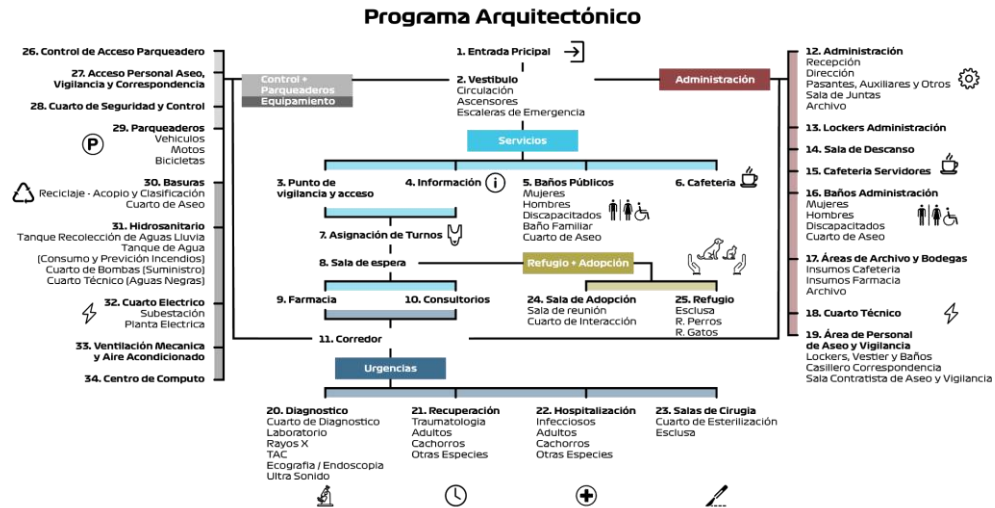 Programa Arquitectónico
26. Control de Acceso Parqueadero
27. Acceso Personal Aseo,
Vigilancia y Correspondencia
28. Cuarto de Seguridad y Control
29. Parqueaderos
Vehiculos
Motos
Bicicletas
P
30. Basuras
Reciclaje - Acopio y Clasificación
Cuarto de Aseo
31. Hidrosanitario
Tanque Recolección de Aguas Lluvia
Tanque de Agua
(Consumo y Previción Incendios)
Cuarto de Bombas (Suministro)
Cuarto Técnico (Aguas Negras)
32. Cuarto Electrico
Subestación
Planta Electrica
33. Ventilación Mecanica
y Aire Acondicionado
34. Centro de Computo
Control +
Parqueaderos
Equipamiento
1. Entrada Pricipal
2. Vestibulo
Circulación
Ascensores
Escaleras de Emergencia
Administración
Servicios
3. Punto de
vigilancia y acceso
4. Información
i
5. Baños Públicos
Mujeres
Hombres
Discapacitados
Baño Familiar
Cuarto de Aseo
6. Cafeteria
7. Asignación de Turnos
8. Sala de espera
Refugio + Adopción
9. Farmacia
10. Consultorios
24. Sala de Adopción
Sala de reunión
Cuarto de Interacción
25. Refugio
Esclusa
R. Perros
R. Gatos
11. Corredor
Urgencias
20. Diagnostico
Cuarto de Diagnostico
Laboratorio
Rayos X
TAC
Ecografia / Endoscopia
Ultra Sonido
21. Recuperación
Traumatologia
Adultos
Cachorros
Otras Especies
22. Hospitalización
Infecciosos
Adultos
Cachorros
Otras Especies
23. Salas de Cirugia
Cuarto de Esterilización
Esclusa
12. Administración
Recepción
Dirección
Pasantes, Auxiliares y Otros
Sala de Juntas
Archivo
13. Lockers Administración
14. Sala de Descanso
15. Cafeteria Servidores
16. Baños Administración
Mujeres
Hombres
Discapacitados
Cuarto de Aseo
17. Áreas de Archivo y Bodegas
Insumos Cafeteria
Insumos Farmacia
Archivo
18. Cuarto Técnico
19. Área de Personal
de Aseo y Vigilancia
Lockers, Vestier y Baños
Casillero Correspondencia
Sala Contratista de Aseo y Vigilancia